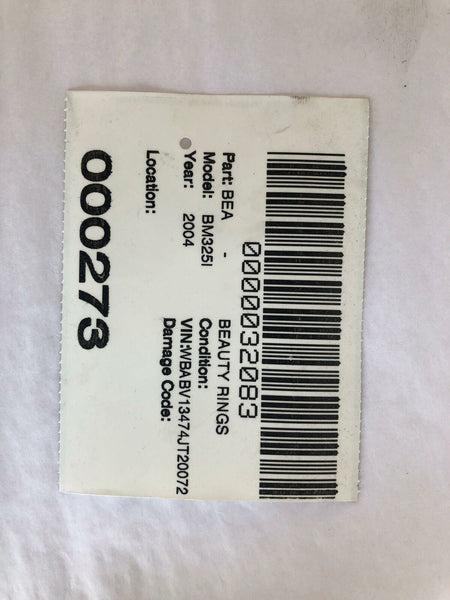 0000032083
Part: BEA - BEAUTY RINGS
Model: BM325I Condition:
Year: 2004 VIN:WBABV13474JT20072
Damage Code:
Location:
000273